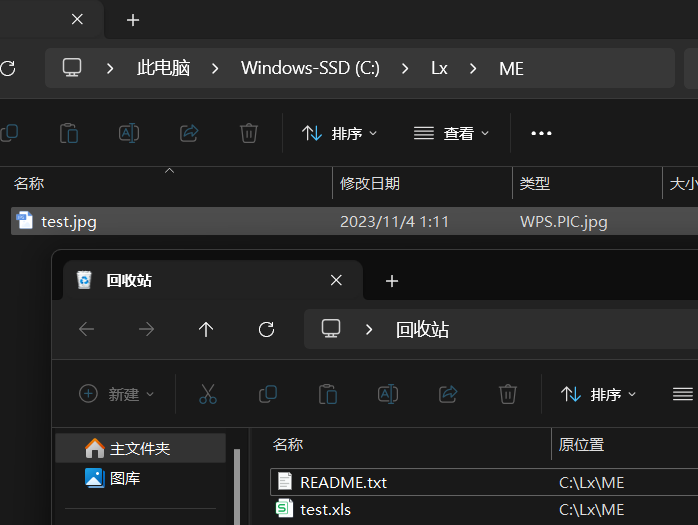 此电脑 Windows-SSD (C:) Lx ME
排序 查看
名称 修改日期 类型 大小
test.jpg 2023/11/4 1:11 WPS.PIC.jpg
回收站
回收站
新建 排序
主文件夹 名称 原位置
图库 README.txt C:\Lx\ME
test.xls C:\Lx\ME